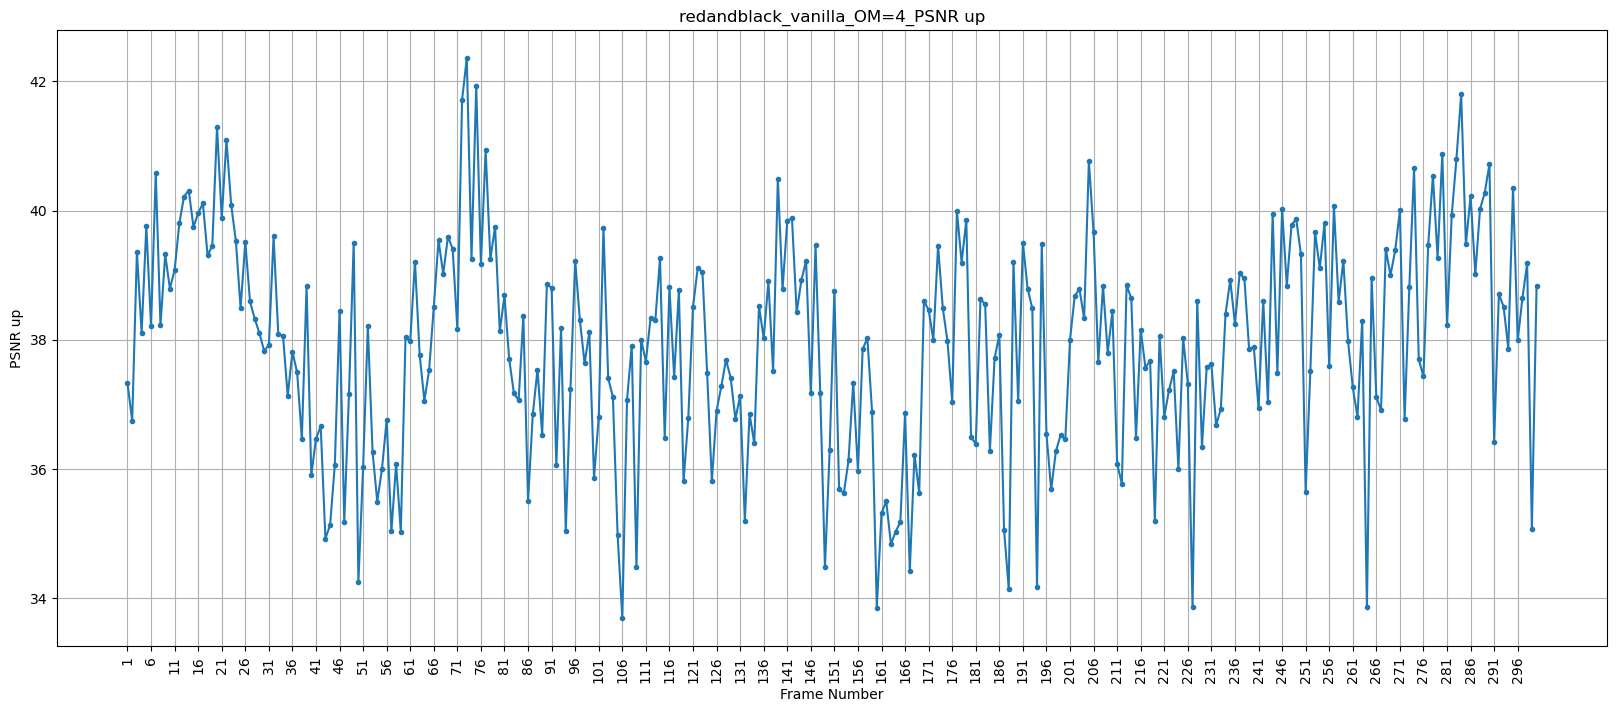 redandblack_vanilla_OM=4_PSNR up
PSNR up
42
40
38
36
34
1 6 11 16 21 26 31 36 41 46 51 56 61 66 71 76 81 86 91 96 101 106 111 116 121 126 131 136 141 146 151 156 161 166 171 176 181 186 191 196 201 206 211 216 221 226 231 236 241 246 251 256 261 266 271 276 281 286 291 296
Frame Number